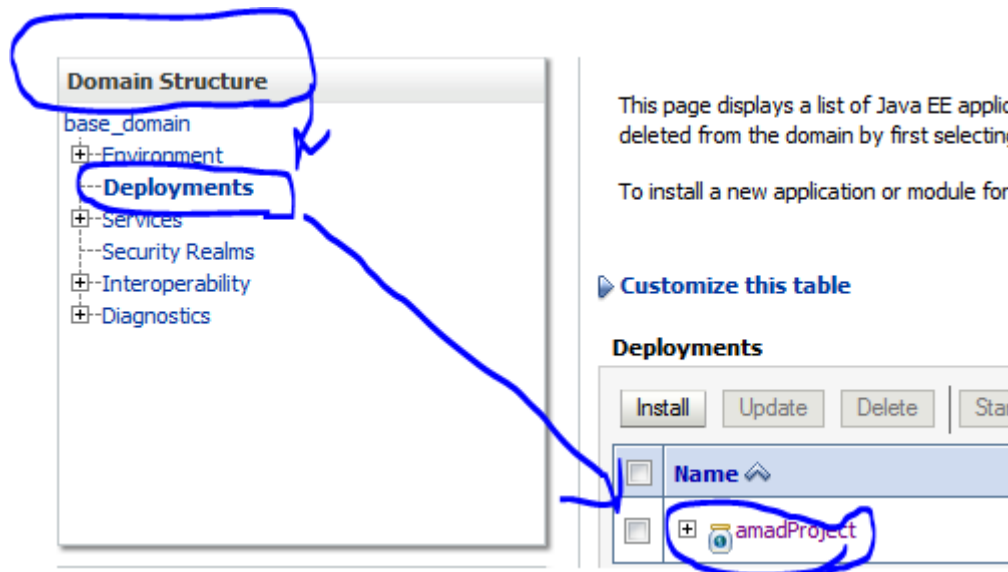 Domain Structure
base_domain
Environment
Deployments
Services
Security Realms
Interoperability
Diagnostics
This page displays a list of Java EE applic
deleted from the domain by first selecting
To install a new application or module for
Customize this table
Deployments
Install Update Delete Star
Name
amadProject